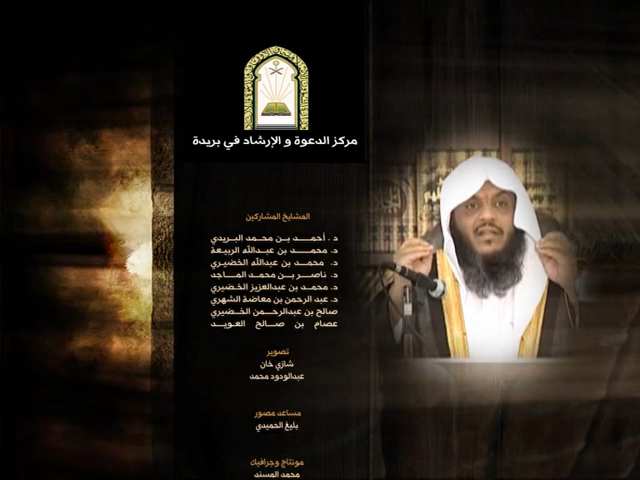 مركز الدعوة و الإرشاد في بريدة
المشايخ المشاركين
د . أحمد بن محمد البريدي
د. محمد بن عبدالله الربيعة
د. محمد بن عبدالله الخضيري
د. ناصر بن محمد الماجد
د. محمد بن عبدالعزيز الخضيري
د. عبد الرحمن بن معاضة الشهري
صالح بن عبدالرحمن الخضيري
عصام بن صالح العويد
تصوير
شازي خان
عبدالودود محمد
مساعد مصور
بليغ الحميدي
مونتاج وجرافيك
محمد المسند